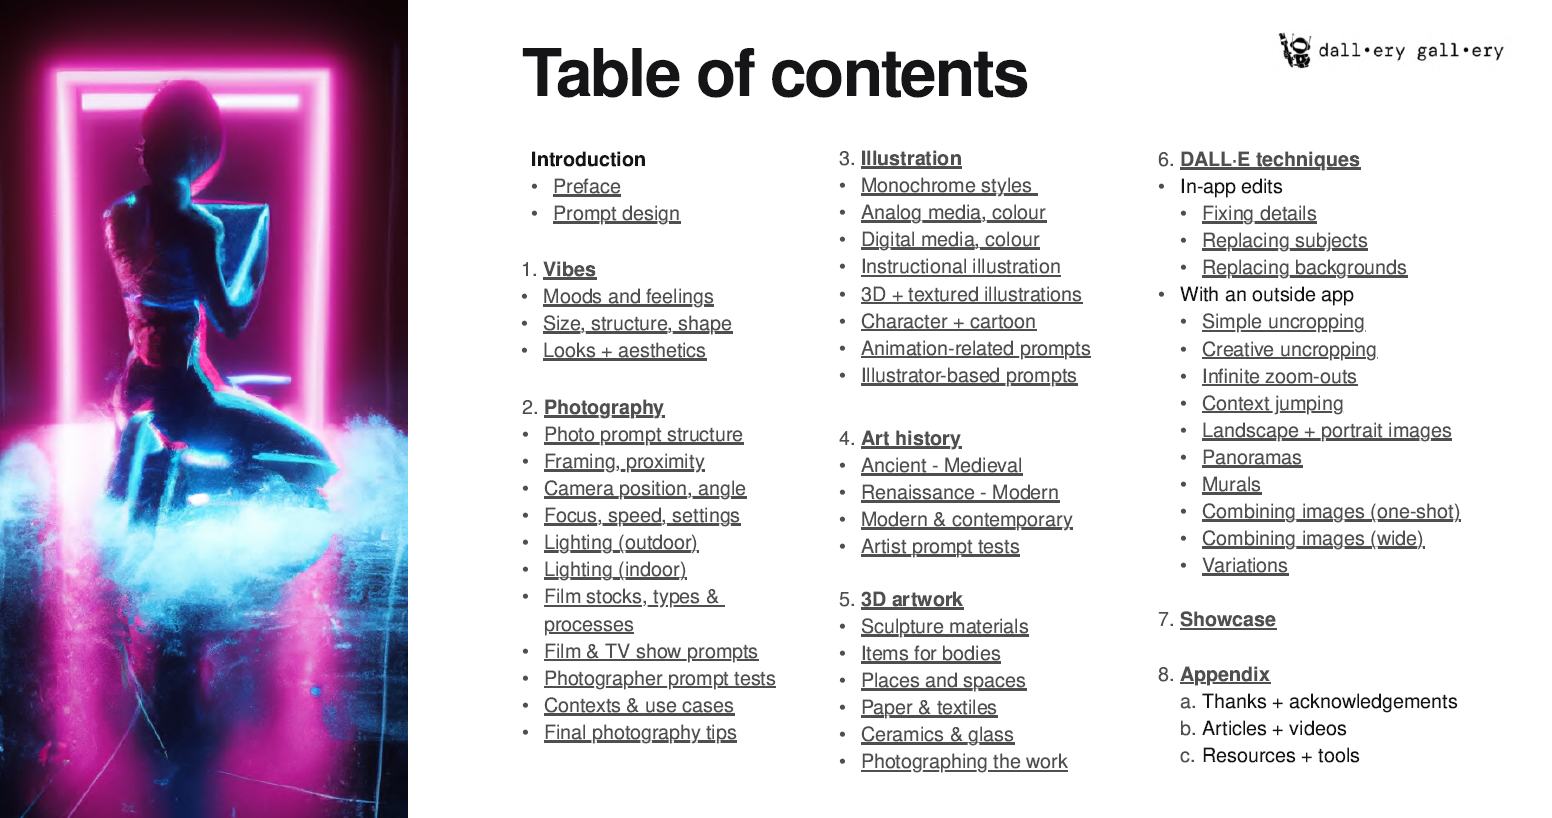 Table of contents
dall•ery gall•ery
Introduction
• Preface
• Prompt design
1. Vibes
• Moods and feelings
• Size, structure, shape
• Looks + aesthetics
2. Photography
• Photo prompt structure
• Framing, proximity
• Camera position, angle
• Focus, speed, settings
• Lighting (outdoor)
• Lighting (indoor)
• Film stocks, types &
processes
• Film & TV show prompts
• Photographer prompt tests
• Contexts & use cases
• Final photography tips
3. Illustration
• Monochrome styles
• Analog media, colour
• Digital media, colour
• Instructional illustration
• 3D + textured illustrations
• Character + cartoon
• Animation-related prompts
• Illustrator-based prompts
4. Art history
• Ancient - Medieval
• Renaissance - Modern
• Modern & contemporary
• Artist prompt tests
5. 3D artwork
• Sculpture materials
• Items for bodies
• Places and spaces
• Paper & textiles
• Ceramics & glass
• Photographing the work
6. DALL·E techniques
• In-app edits
• Fixing details
• Replacing subjects
• Replacing backgrounds
• With an outside app
• Simple uncropping
• Creative uncropping
• Infinite zoom-outs
• Context jumping
• Landscape + portrait images
• Panoramas
• Murals
• Combining images (one-shot)
• Combining images (wide)
• Variations
7. Showcase
8. Appendix
a. Thanks + acknowledgements
b. Articles + videos
c. Resources + tools